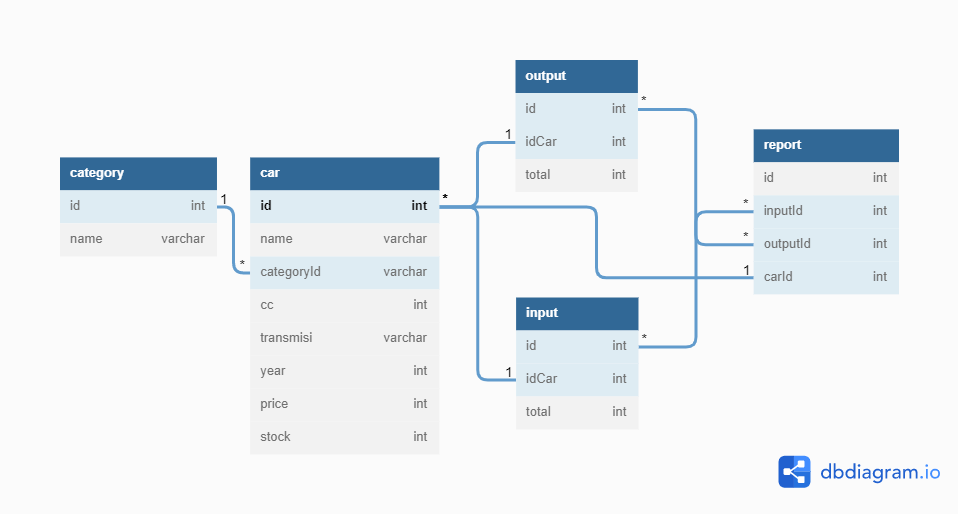 category
id int
name varchar
1
*
car
id int
name varchar
categoryId varchar
cc int
transmisi varchar
year int
price int
stock int
*
output
id int
idCar int
total int
*
1
input
id int
idCar int
total int
*
1
report
id int
inputId int
outputId int
carId int
*
*
1
dbdiagram.io